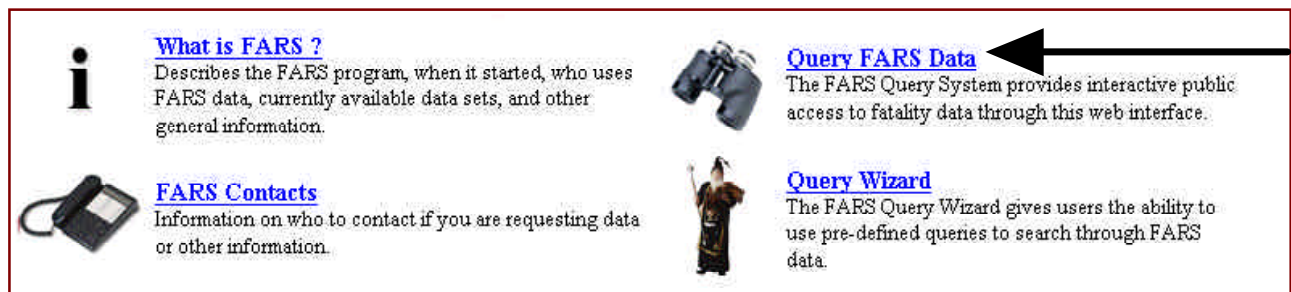 What is FARS ?
Describes the FARS program, when it started, who uses
FARS data, currently available data sets, and other
general information.
FARS Contacts
Information on who to contact if you are requesting data
or other information.
Query FARS Data
The FARS Query System provides interactive public
access to fatality data through this web interface.
Query Wizard
The FARS Query Wizard gives users the ability to
use pre-defined queries to search through FARS
data.